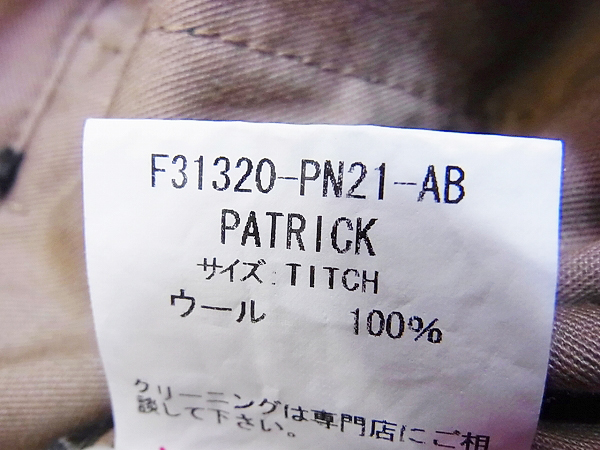 F31320-PN21-AB
PATRICK
サイズ:TITCH
ウール 100%
クリーニングは専門店にご相
談して下さい。